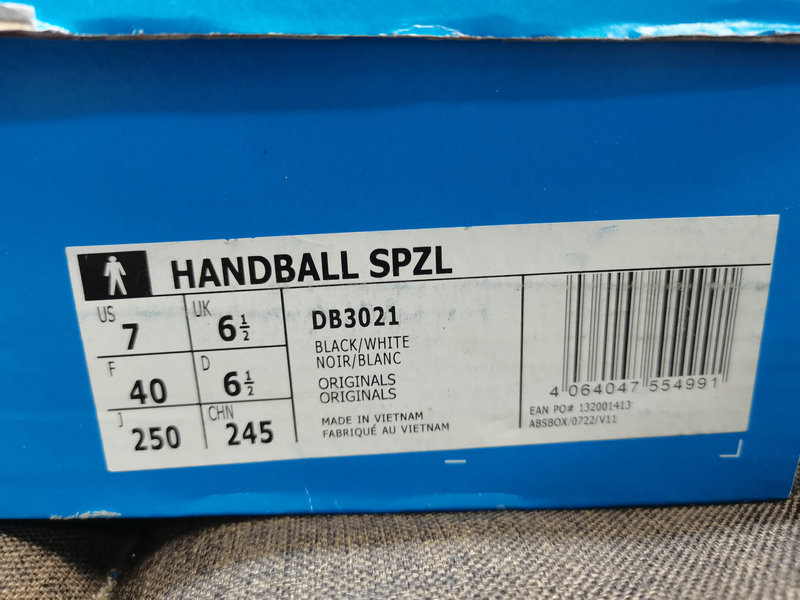 HANDBALL SPZL
US 7 UK 6 1/2
F 40 D 6 1/2
J 250 CHN 245
DB3021
BLACK/WHITE
NOIR/BLANC
ORIGINALS
ORIGINALS
MADE IN VIETNAM
FABRIQUÉ AU VIETNAM
4 064047 554991
EAN PO# 132001413
ABSBOX/0722/V11